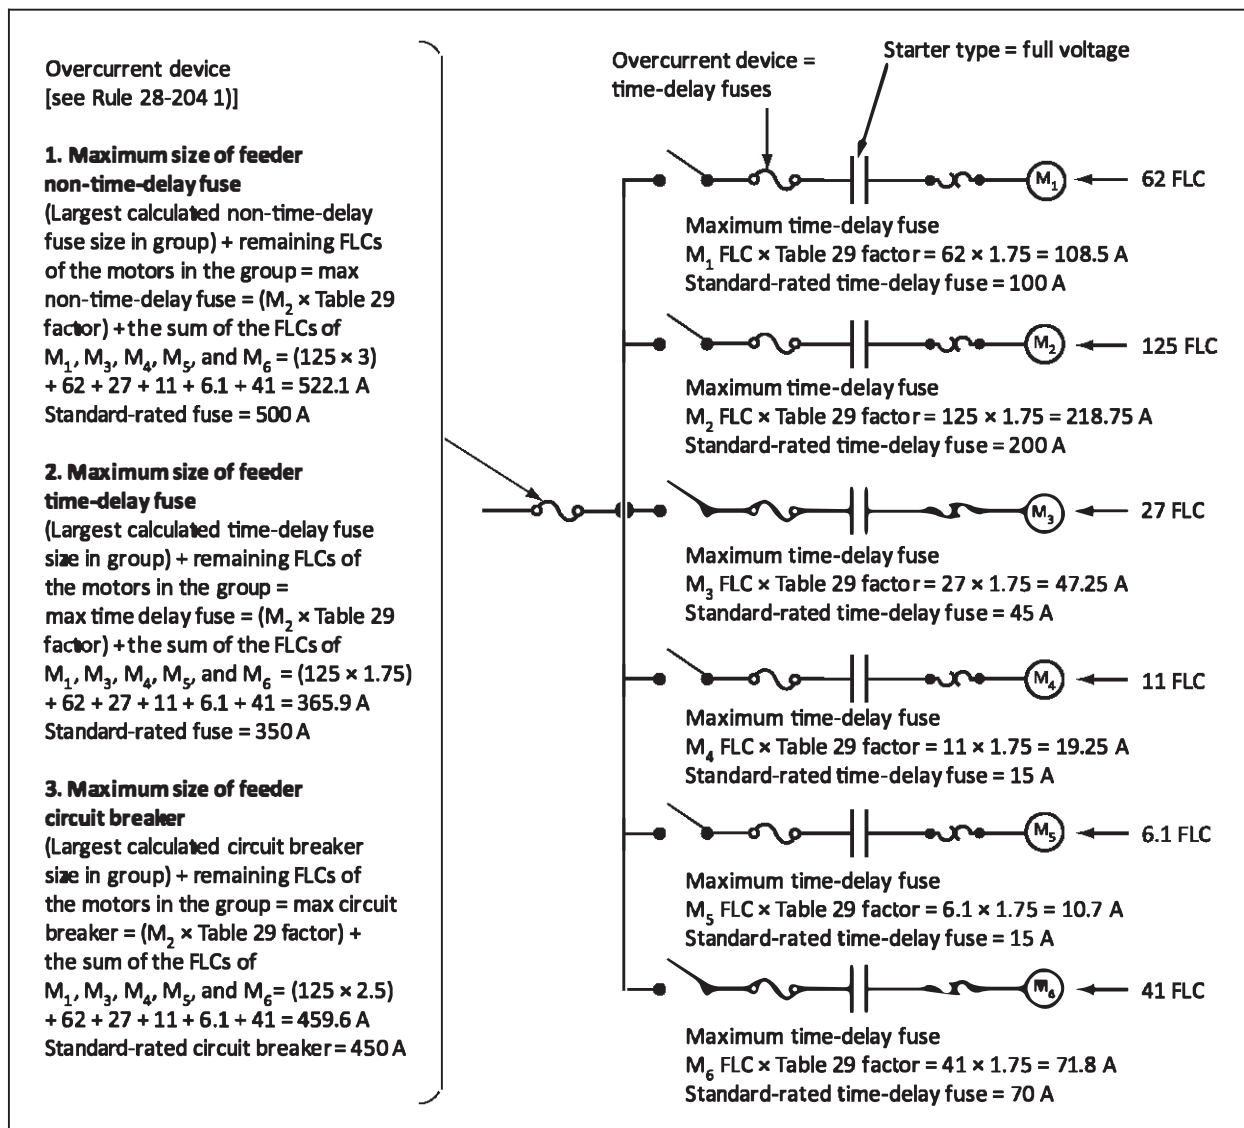 Overcurrent device
[see Rule 28-204 1)]
1. Maximum size of feeder
non-time-delay fuse
(Largest calculated non-time-delay
fuse size in group) + remaining FLCs
of the motors in the group = max
non-time-delay fuse = (M₂ × Table 29
factor) + the sum of the FLCs of
M₁, M₃, M₄, M₅, and M₆ = (125 × 3)
+ 62 + 27 + 11 + 6.1 + 41 = 522.1 A
Standard-rated fuse = 500 A
2. Maximum size of feeder
time-delay fuse
(Largest calculated time-delay fuse
size in group) + remaining FLCs of
the motors in the group =
max time delay fuse = (M₂ × Table 29
factor) + the sum of the FLCs of
M₁, M₃, M₄, M₅, and M₆ = (125 × 1.75)
+ 62 + 27 + 11 + 6.1 + 41 = 365.9 A
Standard-rated fuse = 350 A
3. Maximum size of feeder
circuit breaker
(Largest calculated circuit breaker
size in group) + remaining FLCs of
the motors in the group = max circuit
breaker = (M₂ × Table 29 factor) +
the sum of the FLCs of
M₁, M₃, M₄, M₅, and M₆ = (125 × 2.5)
+ 62 + 27 + 11 + 6.1 + 41 = 459.6 A
Standard-rated circuit breaker = 450 A
Overcurrent device =
time-delay fuses
Starter type = full voltage
M₁
62 FLC
Maximum time-delay fuse
M₁ FLC × Table 29 factor = 62 × 1.75 = 108.5 A
Standard-rated time-delay fuse = 100 A
M₂
125 FLC
Maximum time-delay fuse
M₂ FLC × Table 29 factor = 125 × 1.75 = 218.75 A
Standard-rated time-delay fuse = 200 A
M₃
27 FLC
Maximum time-delay fuse
M₃ FLC × Table 29 factor = 27 × 1.75 = 47.25 A
Standard-rated time-delay fuse = 45 A
M₄
11 FLC
Maximum time-delay fuse
M₄ FLC × Table 29 factor = 11 × 1.75 = 19.25 A
Standard-rated time-delay fuse = 15 A
M₅
6.1 FLC
Maximum time-delay fuse
M₅ FLC × Table 29 factor = 6.1 × 1.75 = 10.7 A
Standard-rated time-delay fuse = 15 A
M₆
41 FLC
Maximum time-delay fuse
M₆ FLC × Table 29 factor = 41 × 1.75 = 71.8 A
Standard-rated time-delay fuse = 70 A